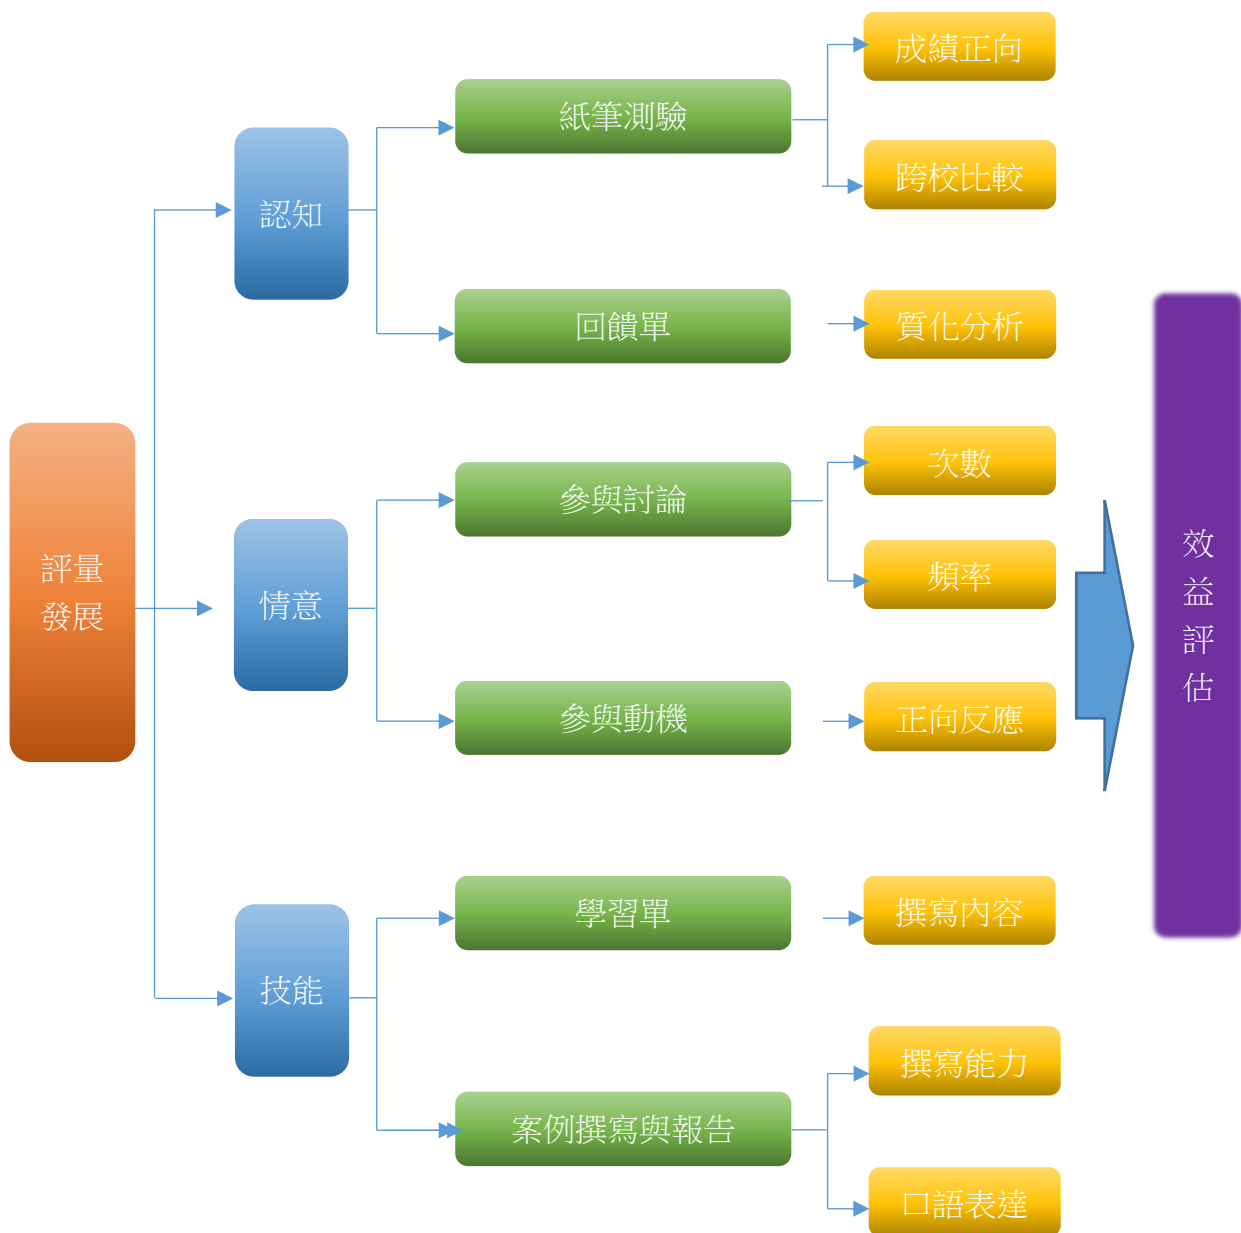 評量
發展
認知
紙筆測驗
成績正向
跨校比較
回饋單
質化分析
情意
參與討論
次數
頻率
參與動機
正向反應
技能
學習單
撰寫內容
案例撰寫與報告
撰寫能力
口語表達
效
益
評
估